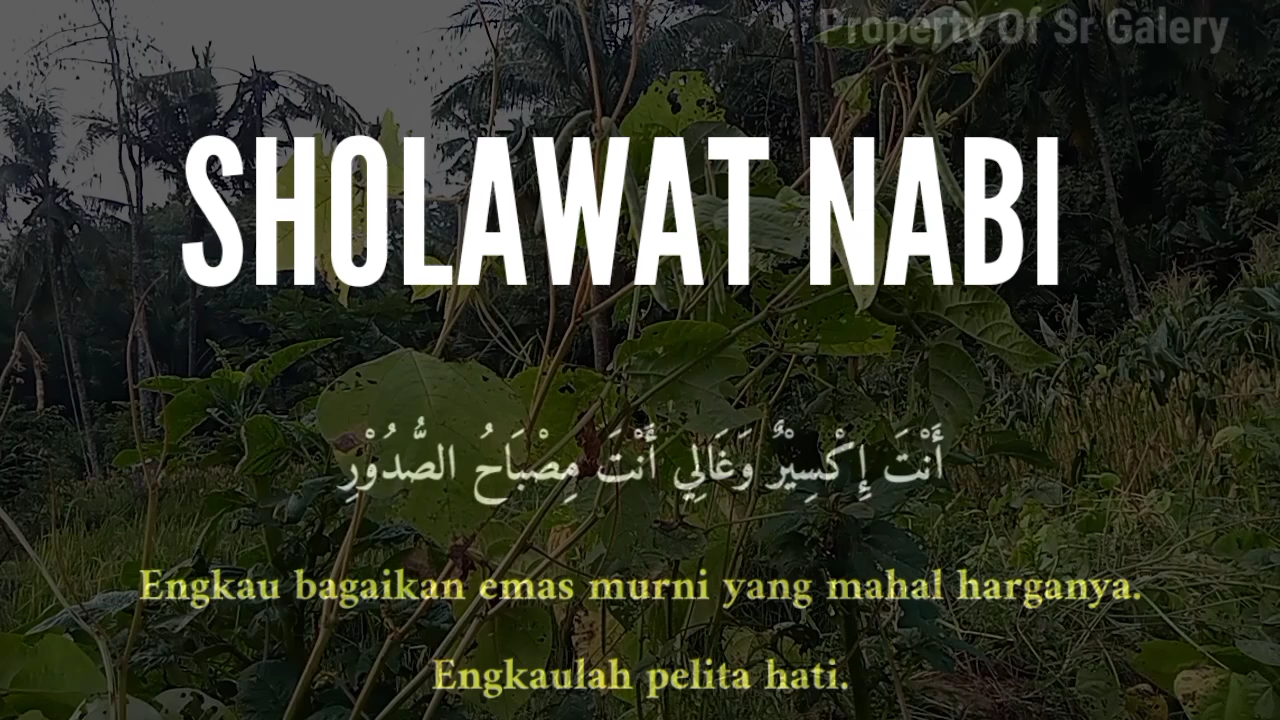 Property Of Sr Galery
SHOLAWAT NABI
أَنْتَ إِكْسِيْرٌ وَغَالِي أَنْتَ مِصْبَاحُ الصُّدُوْرِ
Engkau bagaikan emas murni yang mahal harganya.
Engkaulah pelita hati.